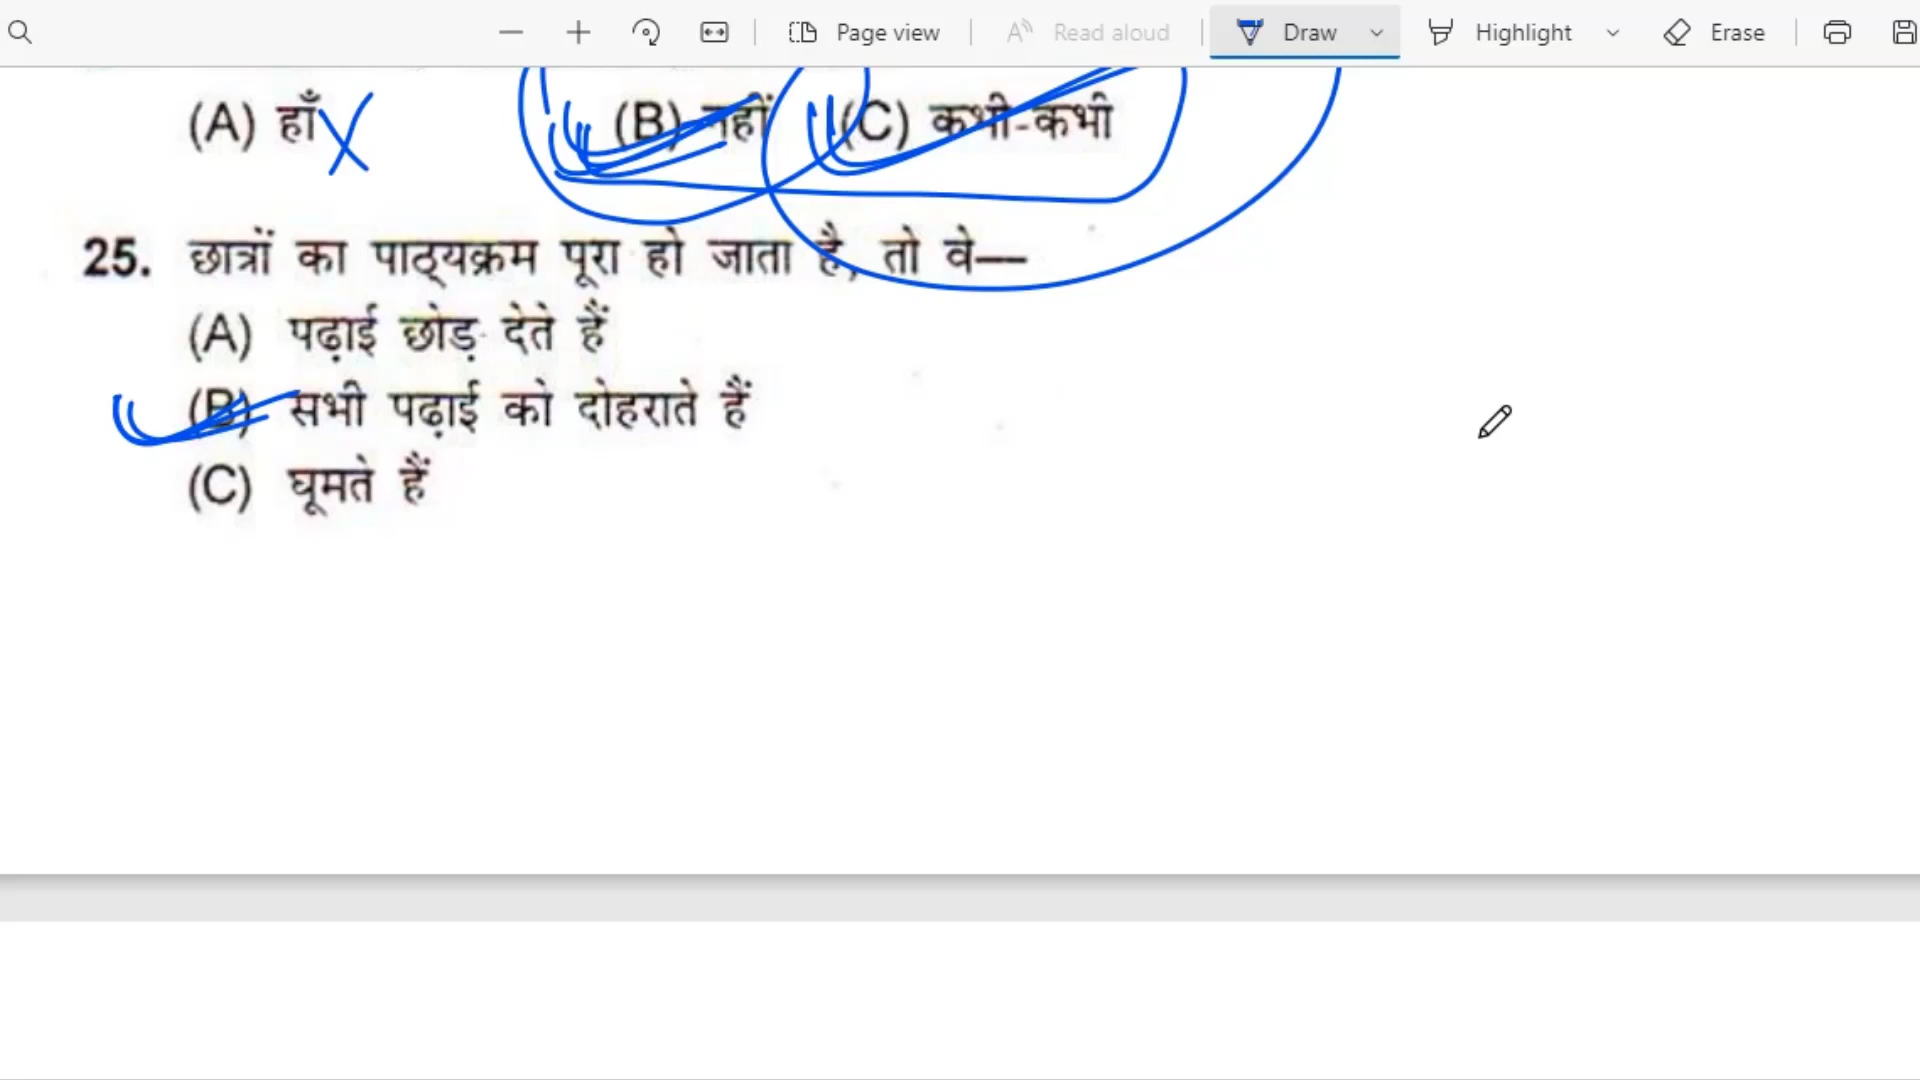 Page view Read aloud Draw Highlight Erase
(A) हाँ (B) नहीं (C) कभी-कभी
25. छात्रों का पाठ्यक्रम पूरा हो जाता है, तो वे—
(A) पढ़ाई छोड़ देते हैं
(B) सभी पढ़ाई को दोहराते हैं
(C) घूमते हैं